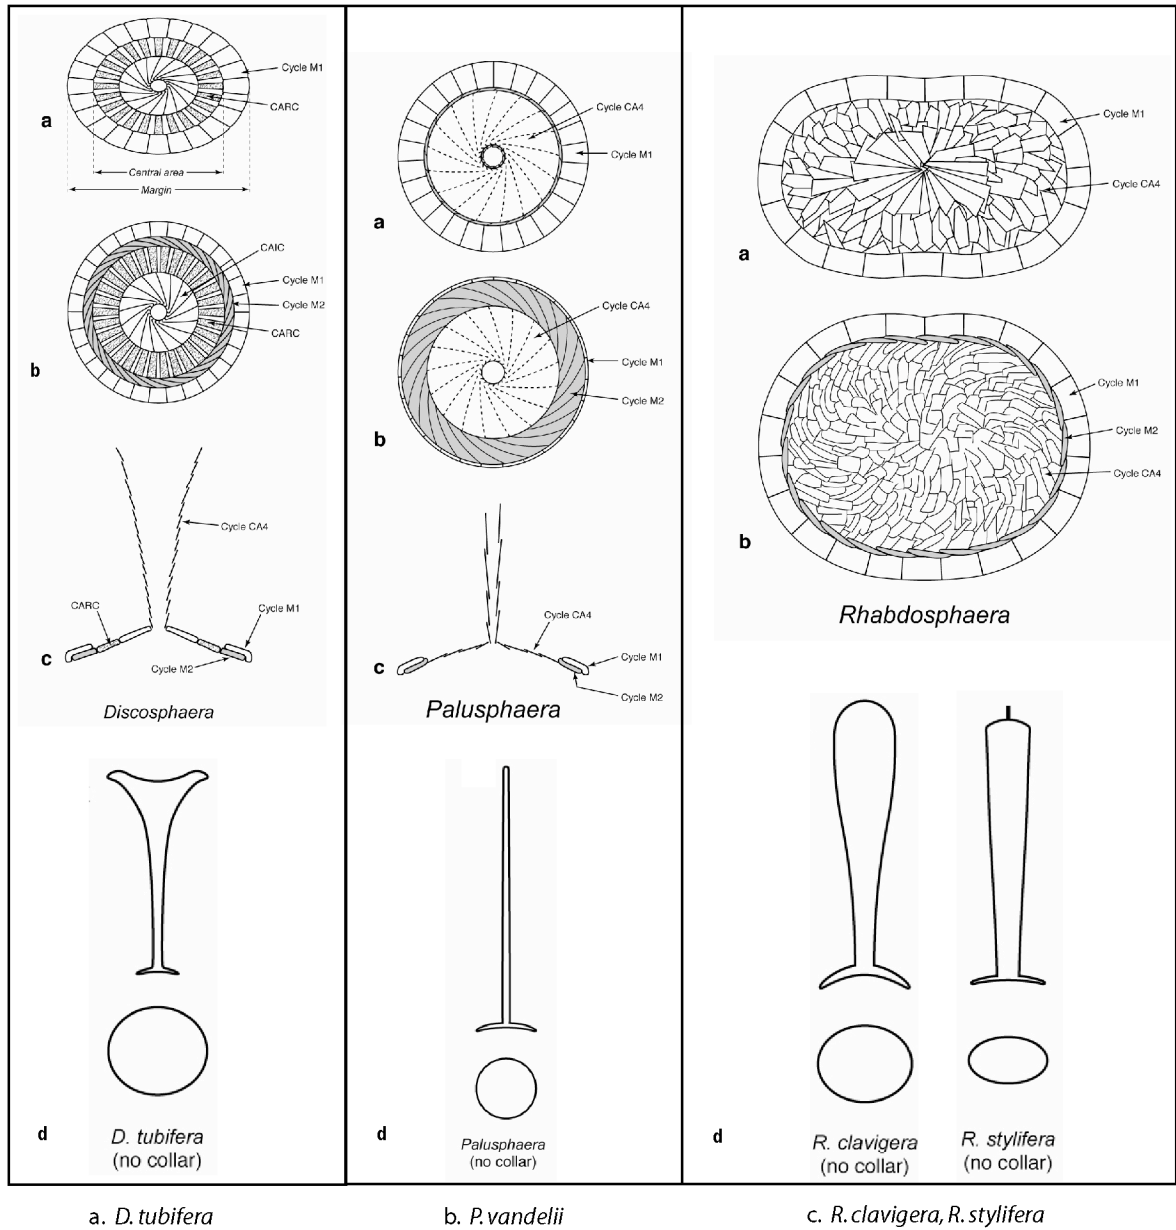 Cycle M1
CARC
a
Central area
Margin
CAIC
Cycle M1
Cycle M2
CARC
b
Cycle CA4
CARC
Cycle M1
Cycle M2
c
Discosphaera
d
D. tubifera
(no collar)
a. D. tubifera
Cycle CA4
Cycle M1
a
Cycle CA4
Cycle M1
Cycle M2
b
Cycle CA4
Cycle M1
Cycle M2
c
Palusphaera
d
Palusphaera
(no collar)
b. P. vandelii
Cycle M1
Cycle CA4
a
Cycle M1
Cycle M2
Cycle CA4
b
Rhabdosphaera
d
R. clavigera
(no collar)
R. stylifera
(no collar)
c. R. clavigera, R. stylifera